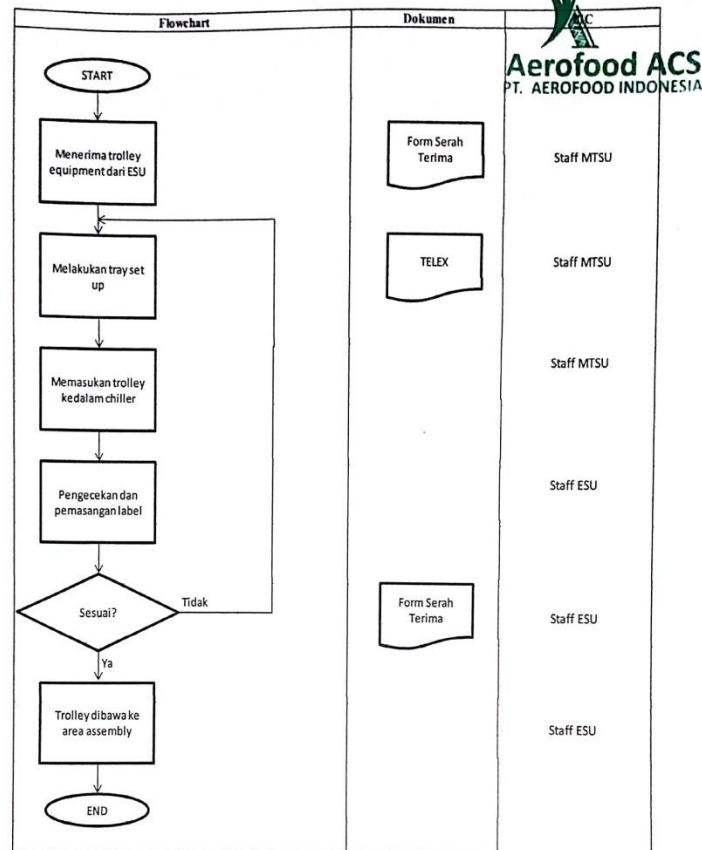 Flowchart
Dokumen
PIC
Aerofood ACS
PT. AEROFOOD INDONESIA
START
Menerima trolley
equipment dari ESU
Form Serah
Terima
Staff MTSU
Melakukan tray set
up
TELEX
Staff MTSU
Memasukan trolley
kedalam chiller
Staff MTSU
Pengecekan dan
pemasangan label
Staff ESU
Sesuai?
Tidak
Form Serah
Terima
Staff ESU
Ya
Trolley dibawa ke
area assembly
Staff ESU
END